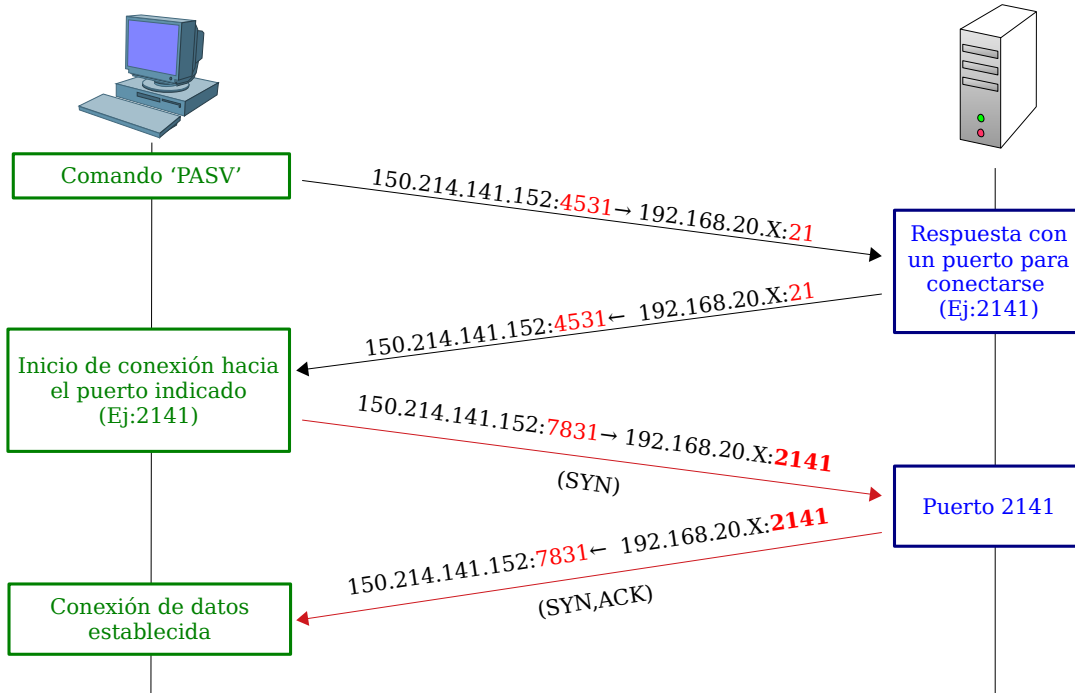 Comando ‘PASV’
150.214.141.152:4531→ 192.168.20.X:21
Respuesta con
un puerto para
conectarse
(Ej:2141)
150.214.141.152:4531← 192.168.20.X:21
Inicio de conexión hacia
el puerto indicado
(Ej:2141)
150.214.141.152:7831→ 192.168.20.X:2141
(SYN)
Puerto 2141
150.214.141.152:7831← 192.168.20.X:2141
(SYN,ACK)
Conexión de datos
establecida